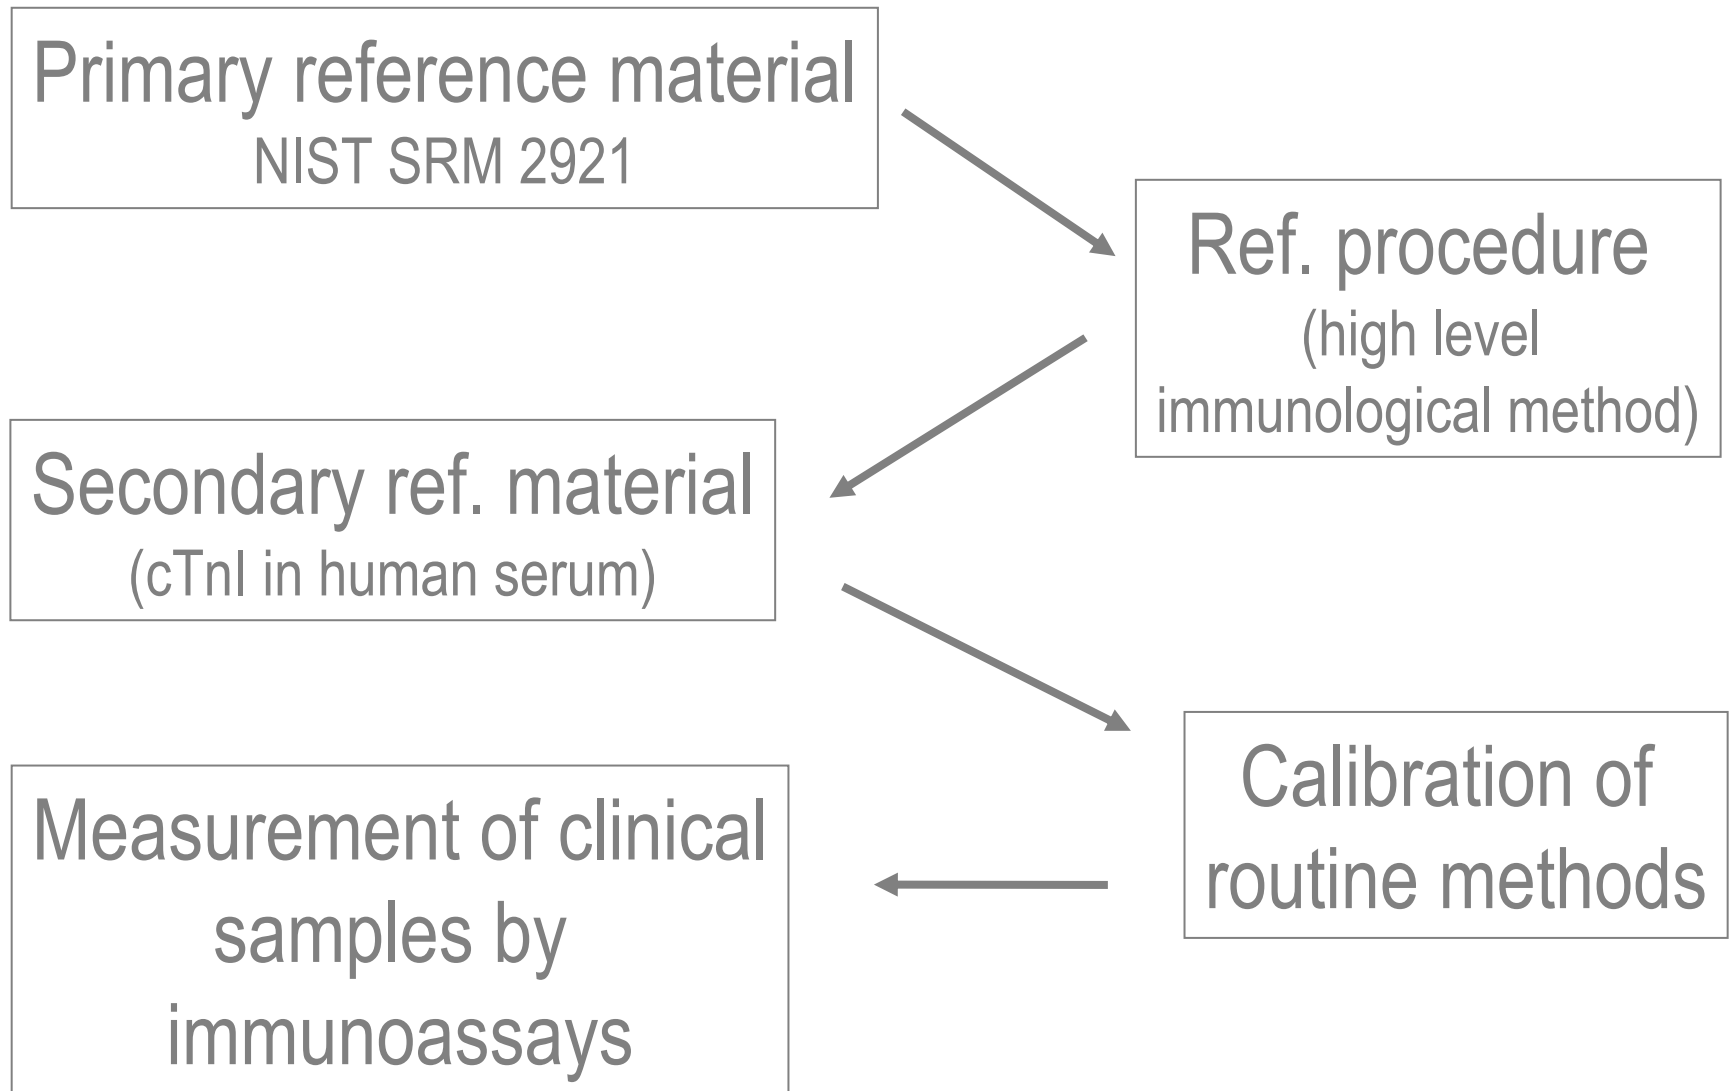 Primary reference material
NIST SRM 2921
Ref. procedure
(high level
immunological method)
Secondary ref. material
(cTnI in human serum)
Calibration of
routine methods
Measurement of clinical
samples by
immunoassays